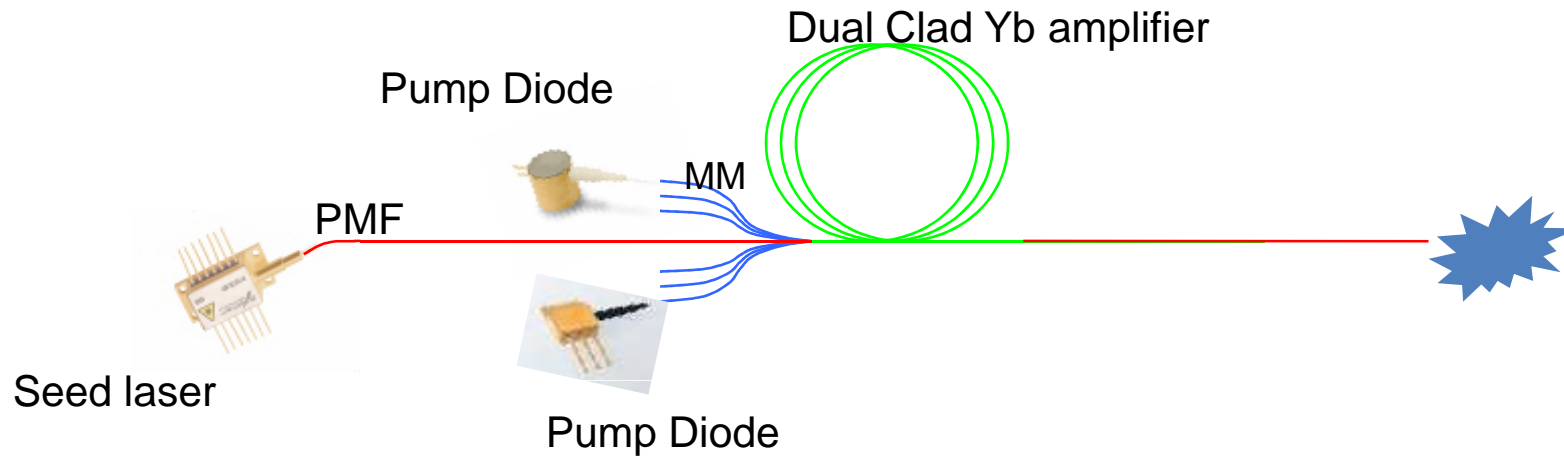 Dual Clad Yb amplifier
Pump Diode
MM
PMF
Seed laser
Pump Diode